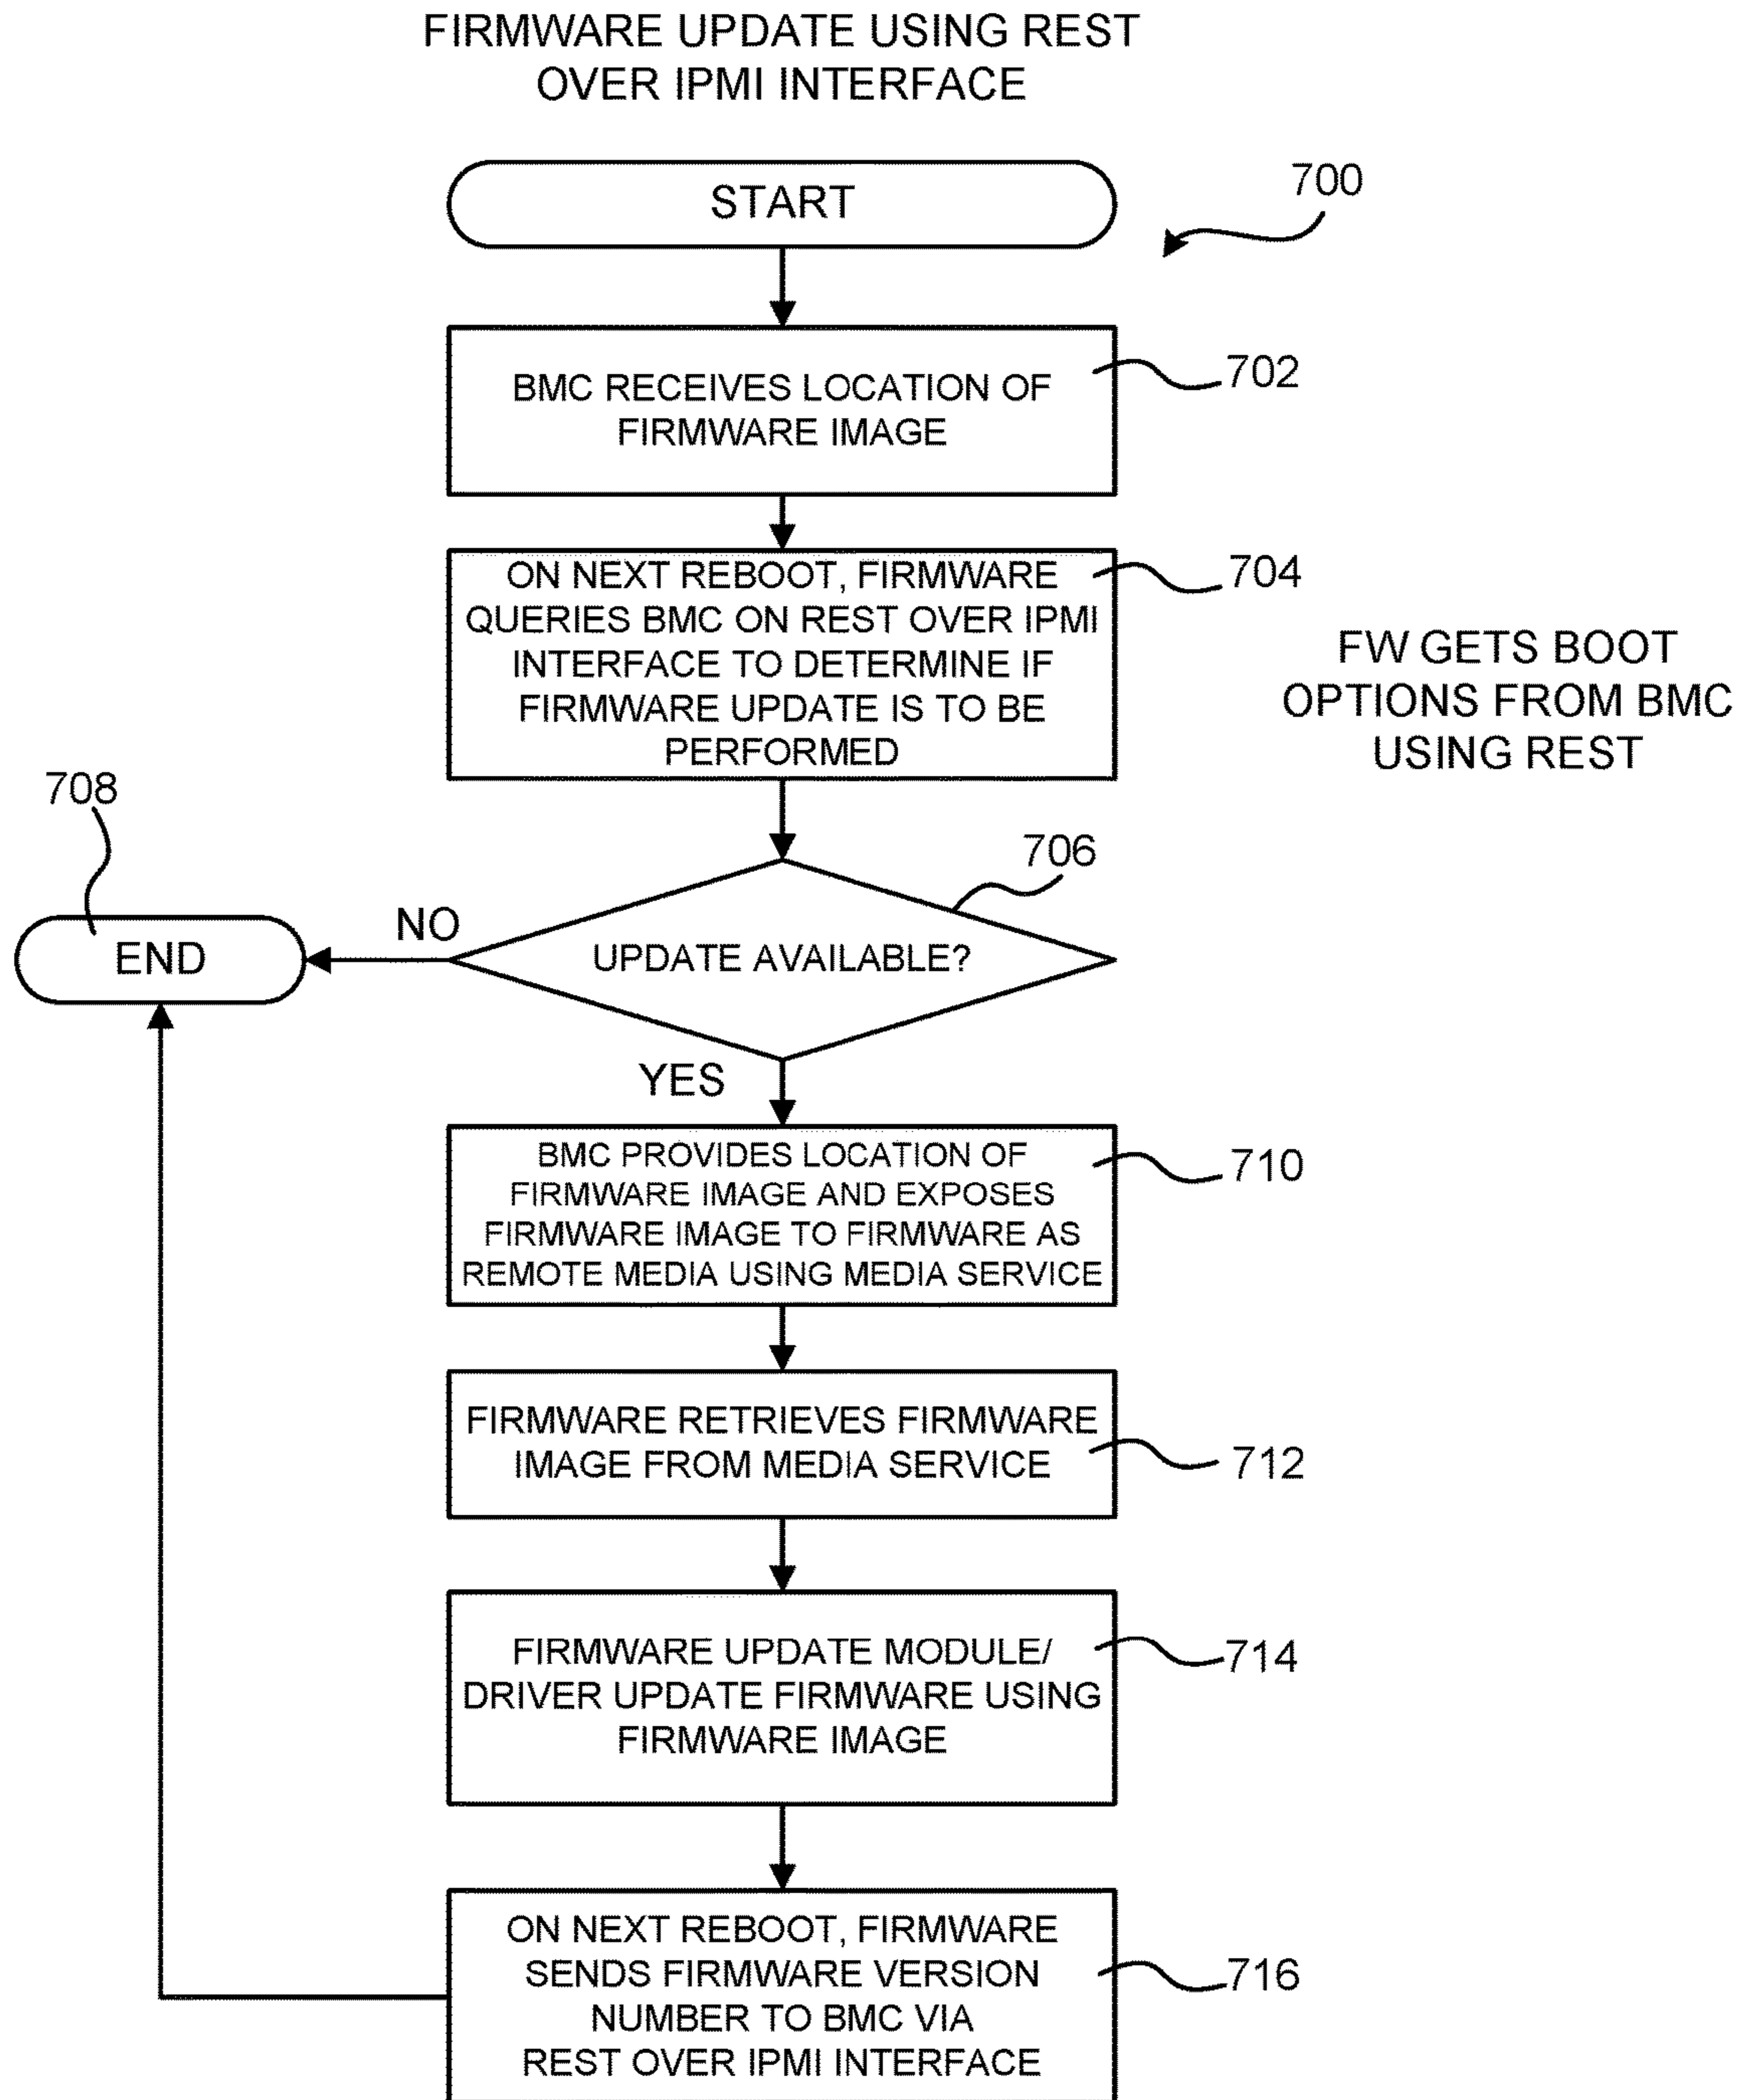 FIRMWARE UPDATE USING REST
OVER IPMI INTERFACE
START
700
BMC RECEIVES LOCATION OF
FIRMWARE IMAGE
702
ON NEXT REBOOT, FIRMWARE
QUERIES BMC ON REST OVER IPMI
INTERFACE TO DETERMINE IF
FIRMWARE UPDATE IS TO BE
PERFORMED
704
FW GETS BOOT
OPTIONS FROM BMC
USING REST
708
706
NO
END
UPDATE AVAILABLE?
YES
BMC PROVIDES LOCATION OF
FIRMWARE IMAGE AND EXPOSES
FIRMWARE IMAGE TO FIRMWARE AS
REMOTE MEDIA USING MEDIA SERVICE
710
FIRMWARE RETRIEVES FIRMWARE
IMAGE FROM MEDIA SERVICE
712
FIRMWARE UPDATE MODULE/
DRIVER UPDATE FIRMWARE USING
FIRMWARE IMAGE
714
ON NEXT REBOOT, FIRMWARE
SENDS FIRMWARE VERSION
NUMBER TO BMC VIA
REST OVER IPMI INTERFACE
716